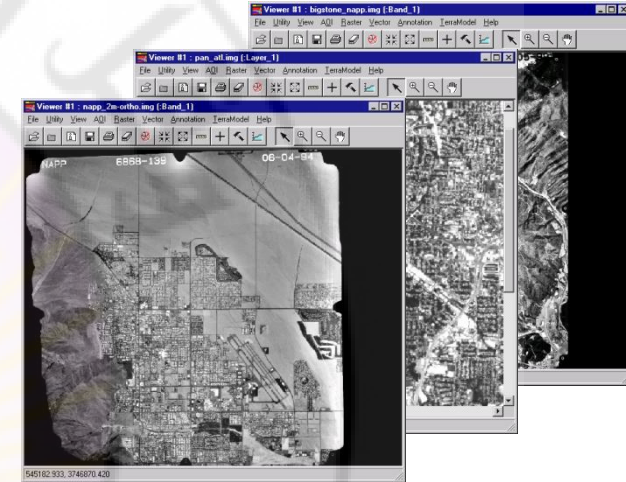 Viewer #1 : bigstone_napp.img (:Band_1)
File Utility View AOI Raster Vector Annotation TerraModel Help
Viewer #1 : pan_atl.img (:Layer_1)
File Utility View AOI Raster Vector Annotation TerraModel Help
Viewer #1 : napp_2m-ortho.img (:Band_1)
File Utility View AOI Raster Vector Annotation TerraModel Help
NAPP 6868-139 06-04-94
545182.933, 3746870.420